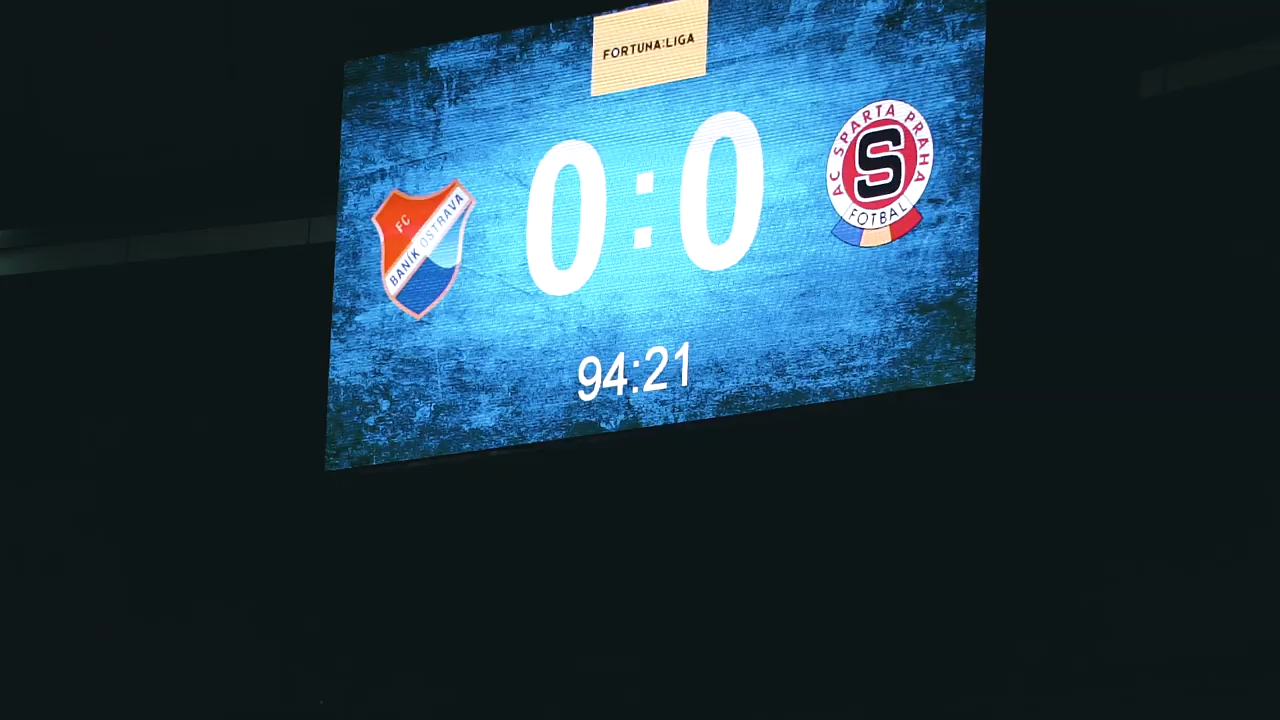 FORTUNA:LIGA
0:0
FC
BANÍK OSTRAVA
AC SPARTA PRAHA
S
FOTBAL
94:21